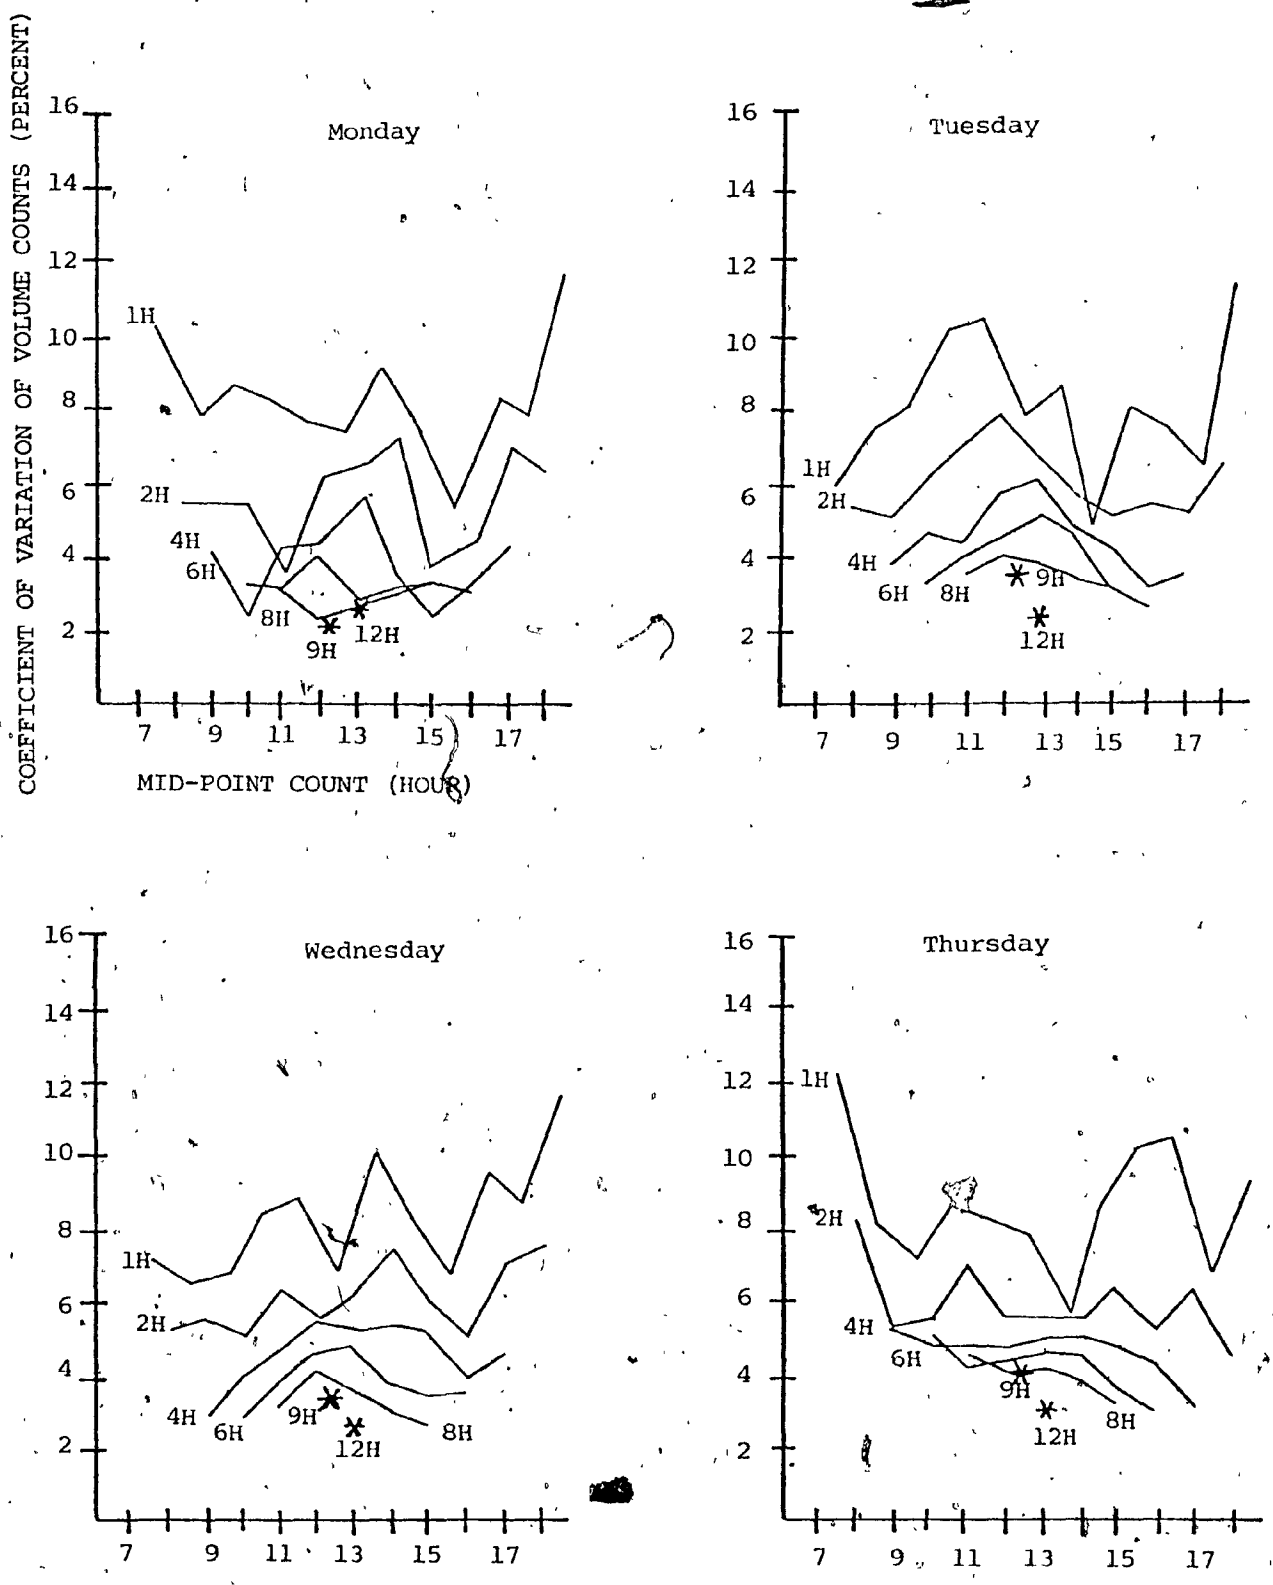 COEFFICIENT OF VARIATION OF VOLUME COUNTS (PERCENT)
Monday
16
14
12
10
8
6
4
2
1H
2H
4H
6H
8H
9H
12H
7 9 11 13 15 17
MID-POINT COUNT (HOUR)
Tuesday
16
14
12
10
8
6
4
2
1H
2H
4H
6H
8H
9H
12H
7 9 11 13 15 17
Wednesday
16
14
12
10
8
6
4
2
1H
2H
4H
6H
9H
12H
8H
7 9 11 13 15 17
Thursday
16
14
12
10
8
6
4
2
1H
2H
4H
6H
9H
8H
12H
7 9 11 13 15 17